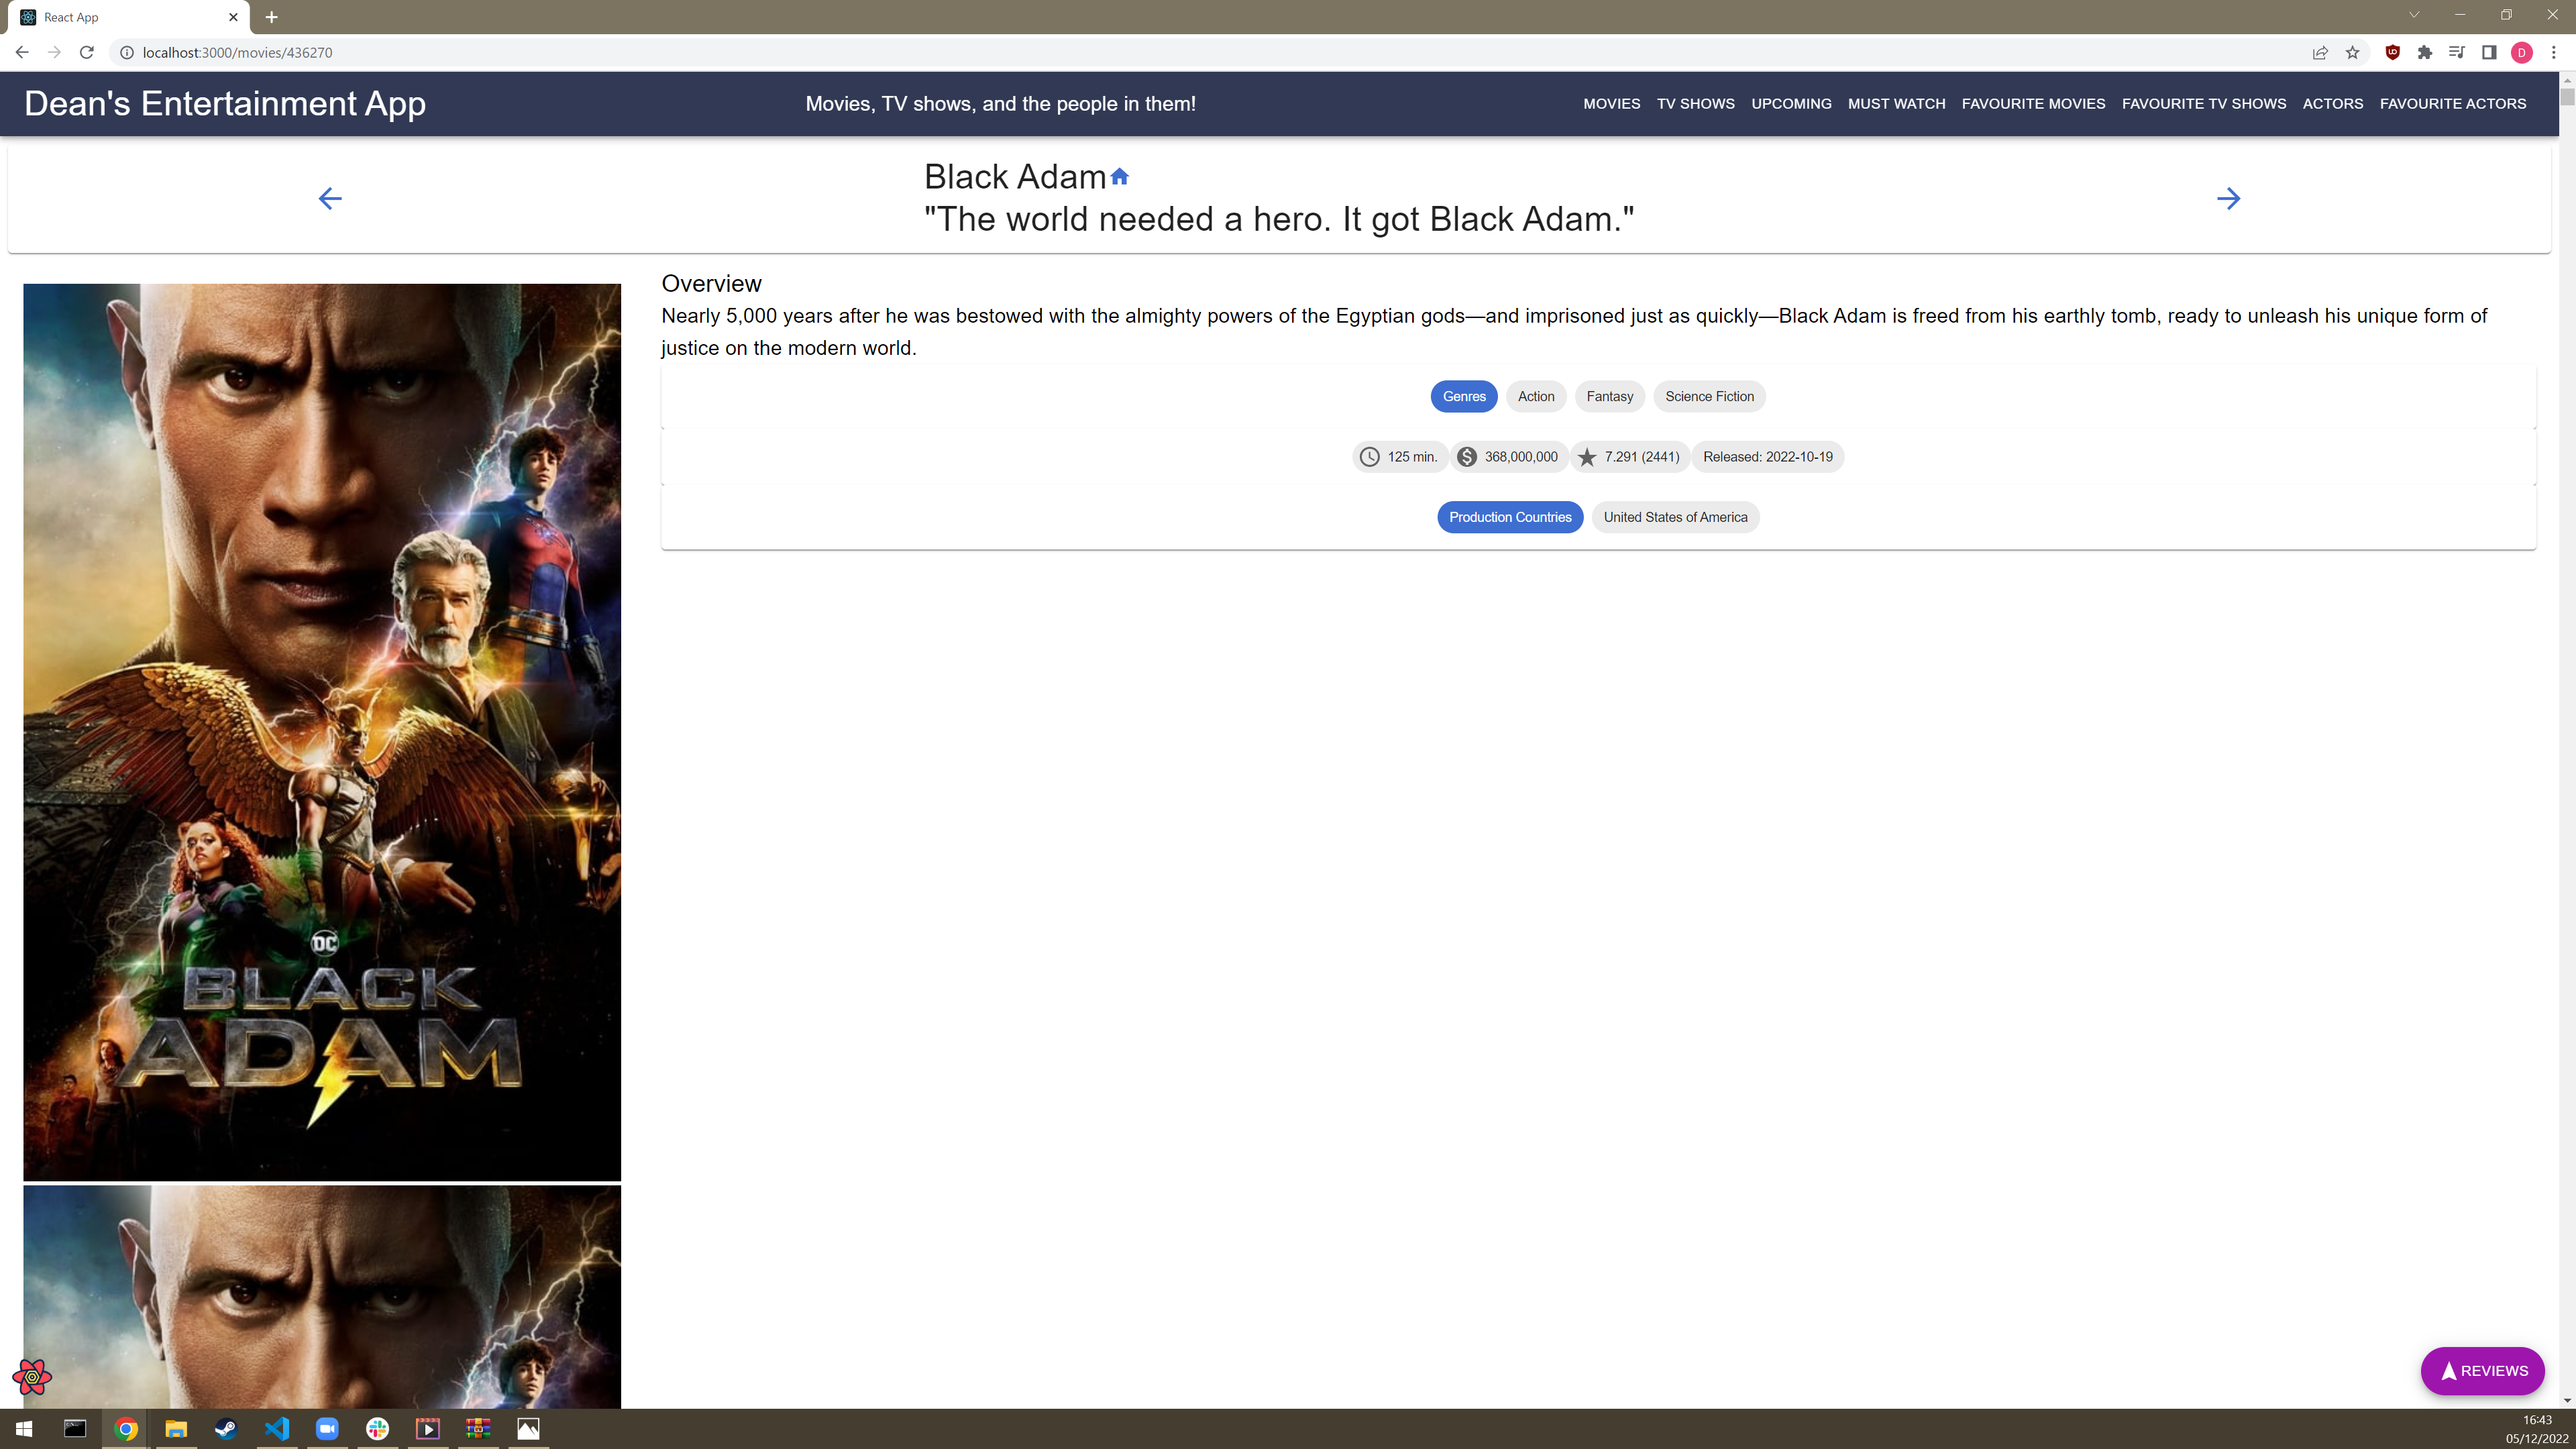 React App
localhost:3000/movies/436270
D
Dean's Entertainment App
Movies, TV shows, and the people in them!
MOVIES TV SHOWS UPCOMING MUST WATCH FAVOURITE MOVIES FAVOURITE TV SHOWS ACTORS FAVOURITE ACTORS
Black Adam
"The world needed a hero. It got Black Adam."
Overview
Nearly 5,000 years after he was bestowed with the almighty powers of the Egyptian gods—and imprisoned just as quickly—Black Adam is freed from his earthly tomb, ready to unleash his unique form of
justice on the modern world.
Genres Action Fantasy Science Fiction
125 min. 368,000,000 7.291 (2441) Released: 2022-10-19
Production Countries United States of America
DC
BLACK
ADAM
REVIEWS
16:43
05/12/2022